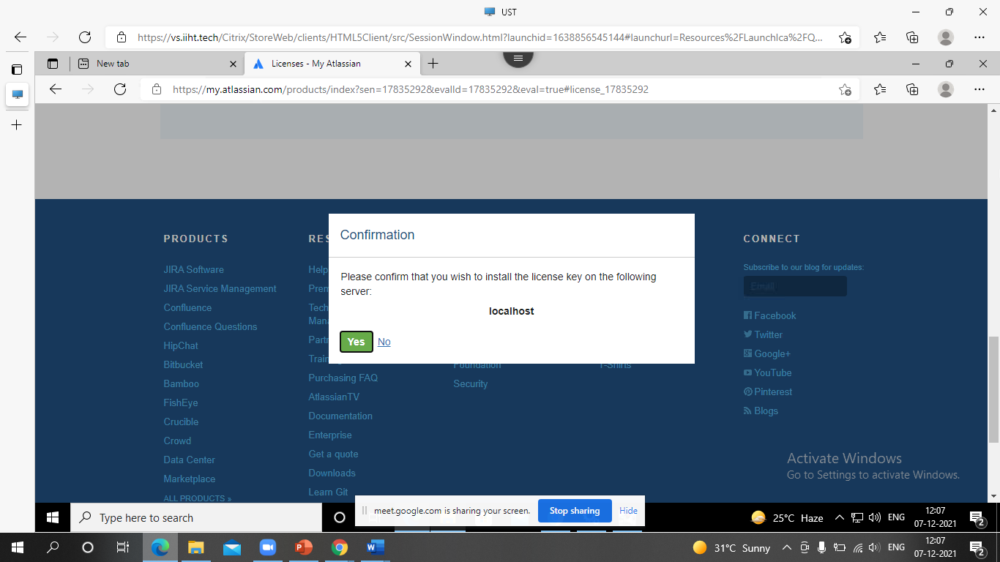 UST
https://vs.iiht.tech/Citrix/StoreWeb/clients/HTML5Client/src/SessionWindow.html?launchid=1638856545144#launchurl=Resources%2FLaunchIca%2FQ...
New tab
Licenses - My Atlassian
https://my.atlassian.com/products/index?sen=17835292&evalId=17835292&eval=true#license_17835292
Confirmation
Please confirm that you wish to install the license key on the following
server:
localhost
Yes No
PRODUCTS
JIRA Software
JIRA Service Management
Confluence
Confluence Questions
HipChat
Bitbucket
Bamboo
FishEye
Crucible
Crowd
Data Center
Marketplace
ALL PRODUCTS »
RES
Help
Prem
Tech
Mana
Partn
Train
Purchasing FAQ
AtlassianTV
Documentation
Enterprise
Get a quote
Downloads
Learn Git
Foundation
Security
T-Shirts
CONNECT
Subscribe to our blog for updates:
Email
Facebook
Twitter
Google+
YouTube
Pinterest
Blogs
Activate Windows
Go to Settings to activate Windows.
meet.google.com is sharing your screen. Stop sharing Hide
Type here to search
25°C Haze
ENG
12:07
07-12-2021
2
31°C Sunny
ENG
12:07
07-12-2021
2